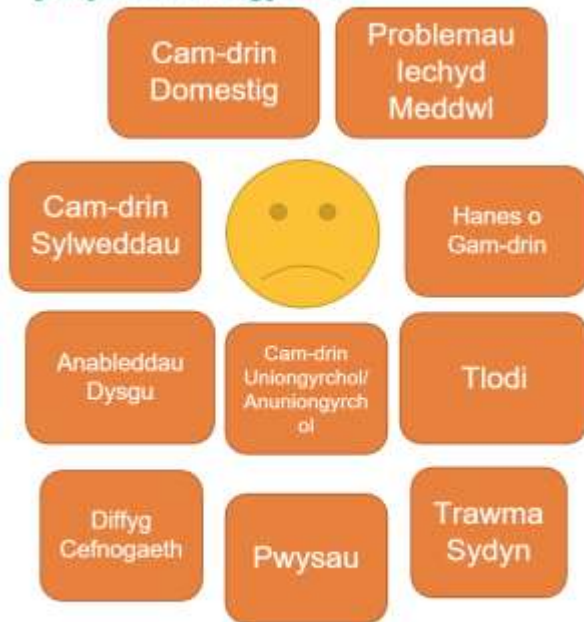 Cam-drin
Domestig
Problemau
Iechyd
Meddwl
Cam-drin
Sylweddau
Hanes o
Gam-drin
Anableddau
Dysgu
Cam-drin
Uniongyrchol/
Anuniongyrch
ol
Tlodi
Diffyg
Cefnogaeth
Pwysau
Trawma
Sydyn